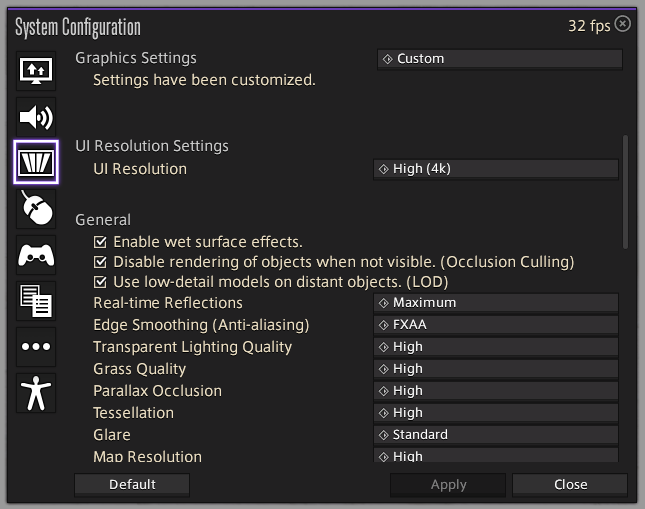 System Configuration
32 fps
Graphics Settings
Custom
Settings have been customized.
UI Resolution Settings
UI Resolution
High (4k)
General
Enable wet surface effects.
Disable rendering of objects when not visible. (Occlusion Culling)
Use low-detail models on distant objects. (LOD)
Real-time Reflections
Maximum
Edge Smoothing (Anti-aliasing)
FXAA
Transparent Lighting Quality
High
Grass Quality
High
Parallax Occlusion
High
Tessellation
High
Glare
Standard
Map Resolution
High
Default
Apply
Close